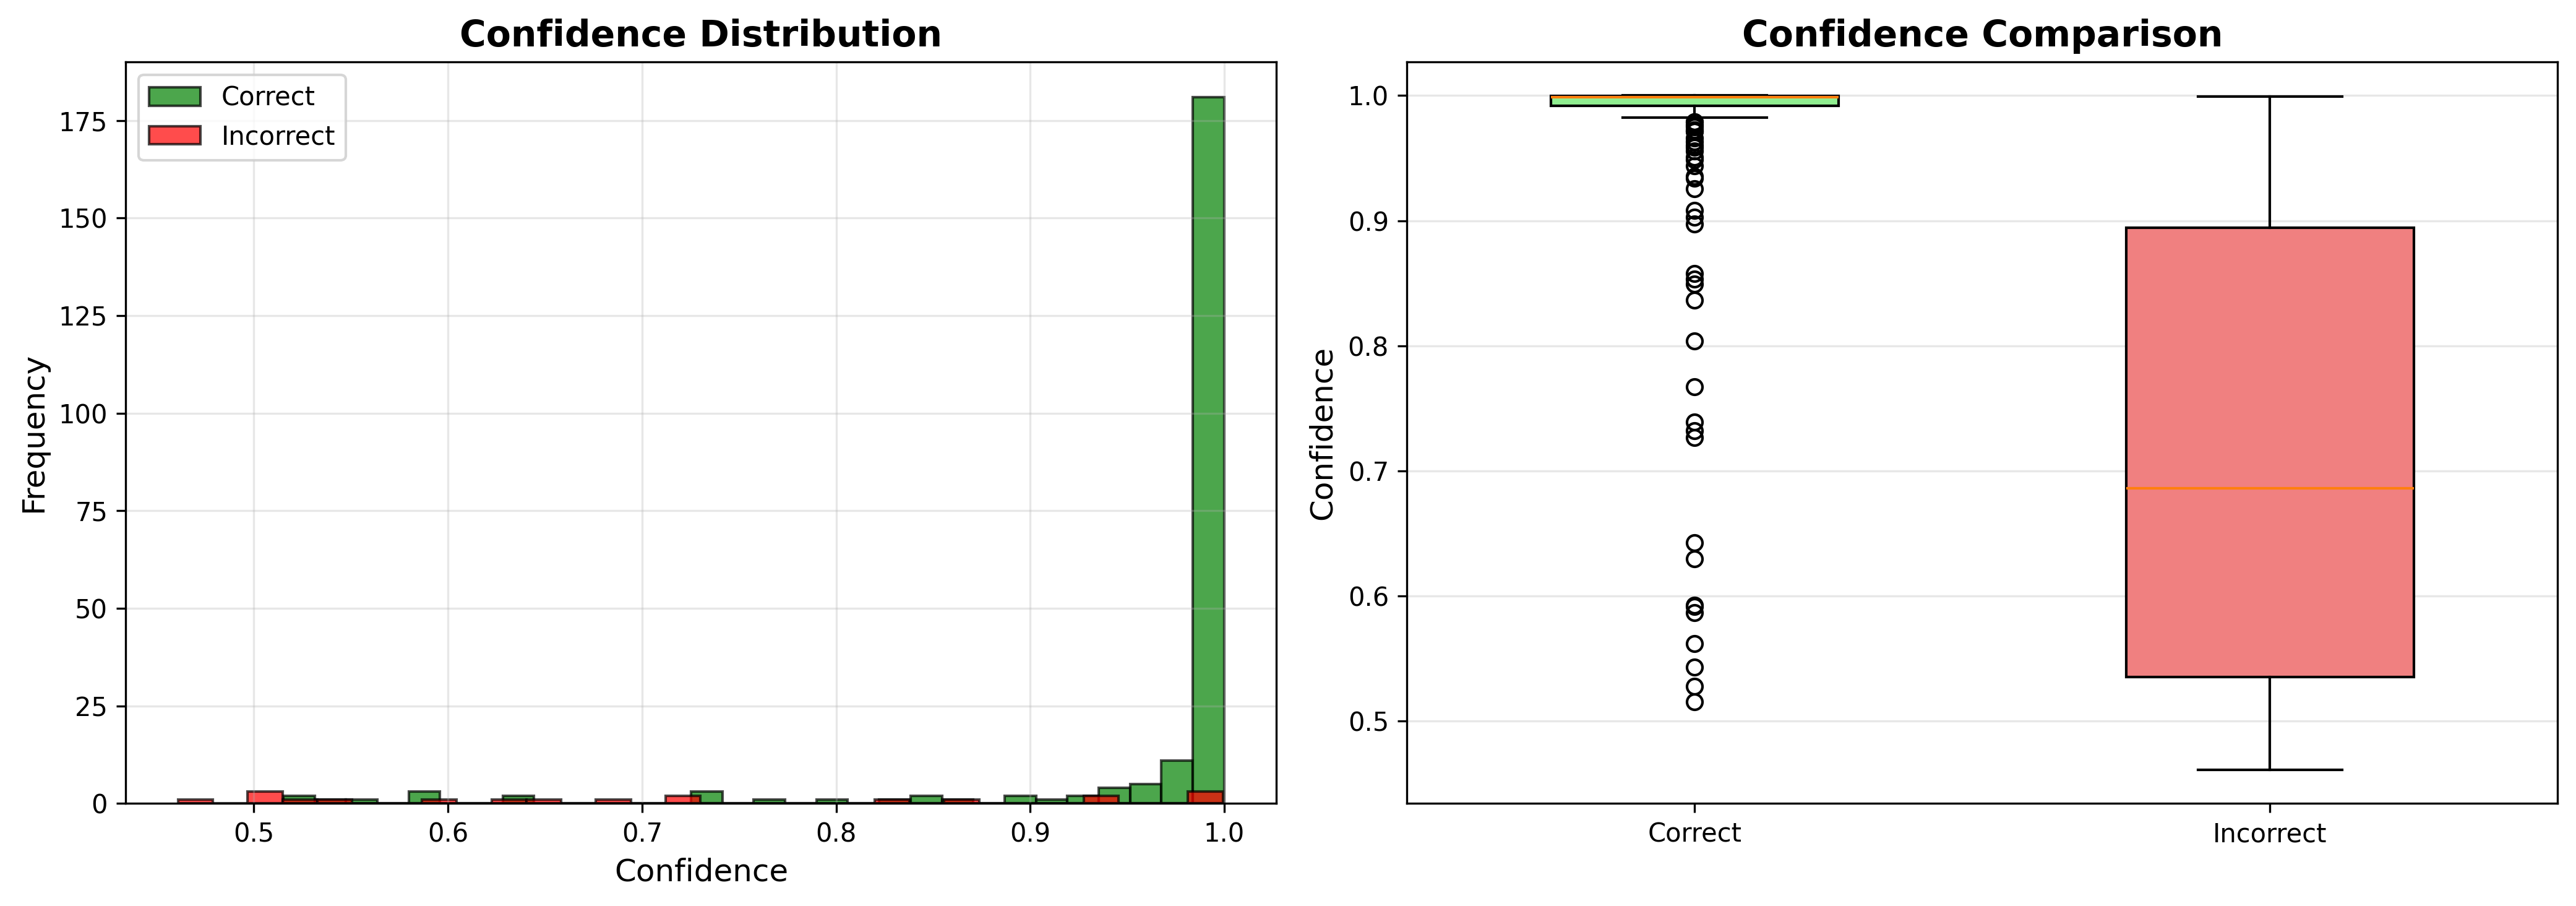 Confidence Distribution
Correct
Incorrect
175
150
125
100
75
50
25
0
Frequency
0.5 0.6 0.7 0.8 0.9 1.0
Confidence
Confidence Comparison
1.0
0.9
0.8
0.7
0.6
0.5
Confidence
Correct Incorrect